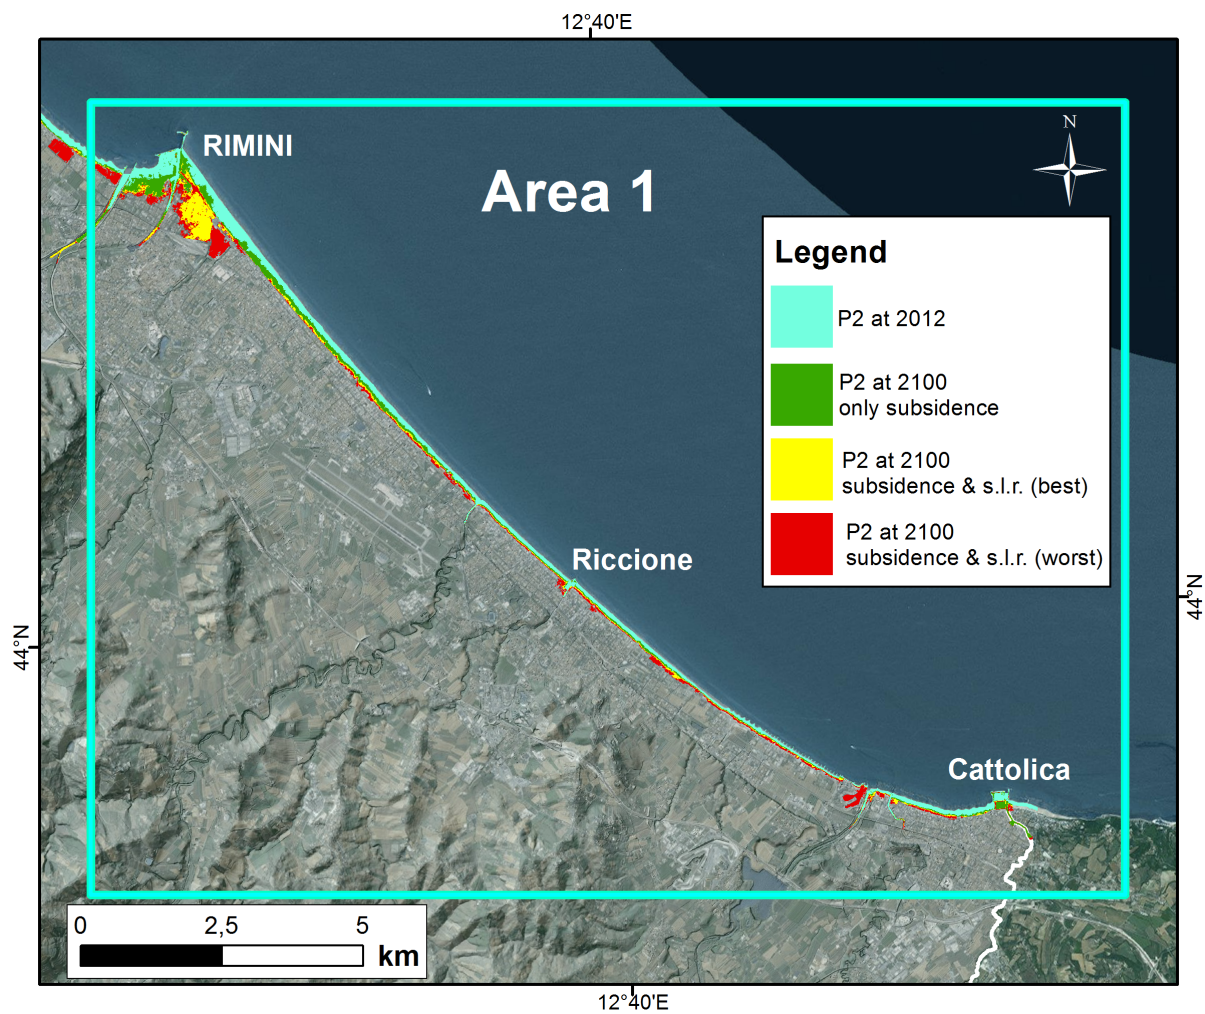 12°40'E
N
RIMINI
Area 1
Legend
P2 at 2012
P2 at 2100
only subsidence
P2 at 2100
subsidence & s.l.r. (best)
P2 at 2100
subsidence & s.l.r. (worst)
Riccione
44°N
44°N
Cattolica
0 2,5 5
km
12°40'E